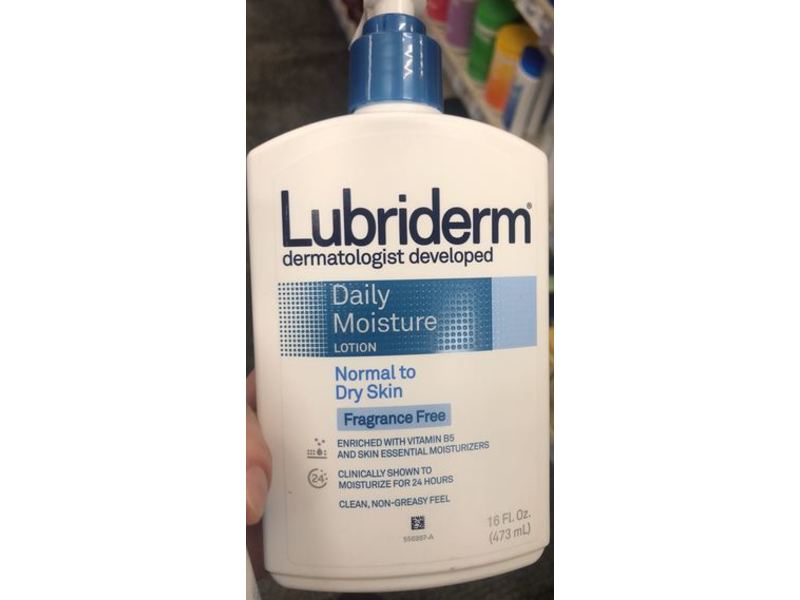 Lubriderm®
dermatologist developed
Daily
Moisture
LOTION
Normal to
Dry Skin
Fragrance Free
ENRICHED WITH VITAMIN B5
AND SKIN ESSENTIAL MOISTURIZERS
24
CLINICALLY SHOWN TO
MOISTURIZE FOR 24 HOURS
CLEAN, NON-GREASY FEEL
16 Fl. Oz.
(473 mL)